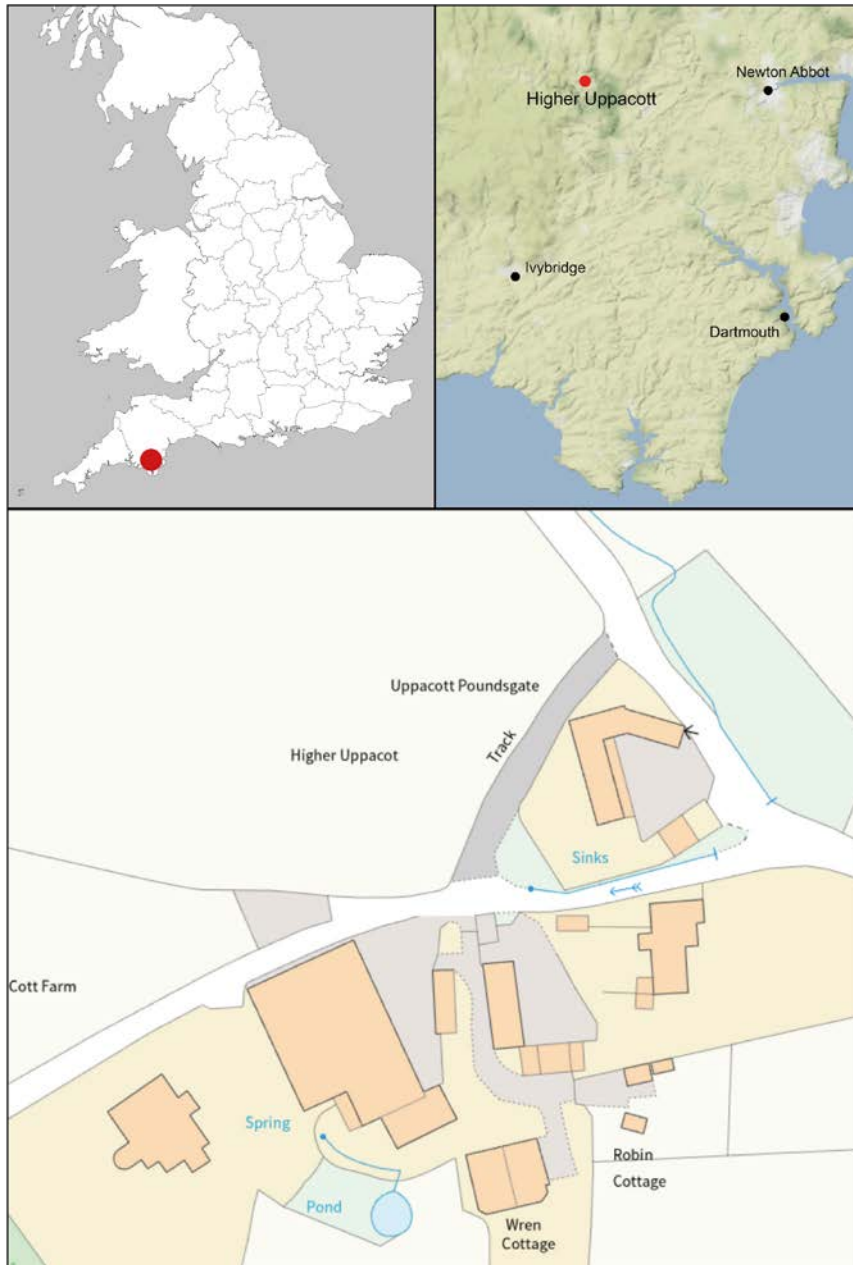 Newton Abbot
Higher Uppacott
Ivybridge
Dartmouth
Uppacott Poundsgate
Higher Uppacot
Track
Sinks
Cott Farm
Spring
Robin
Cottage
Pond
Wren
Cottage